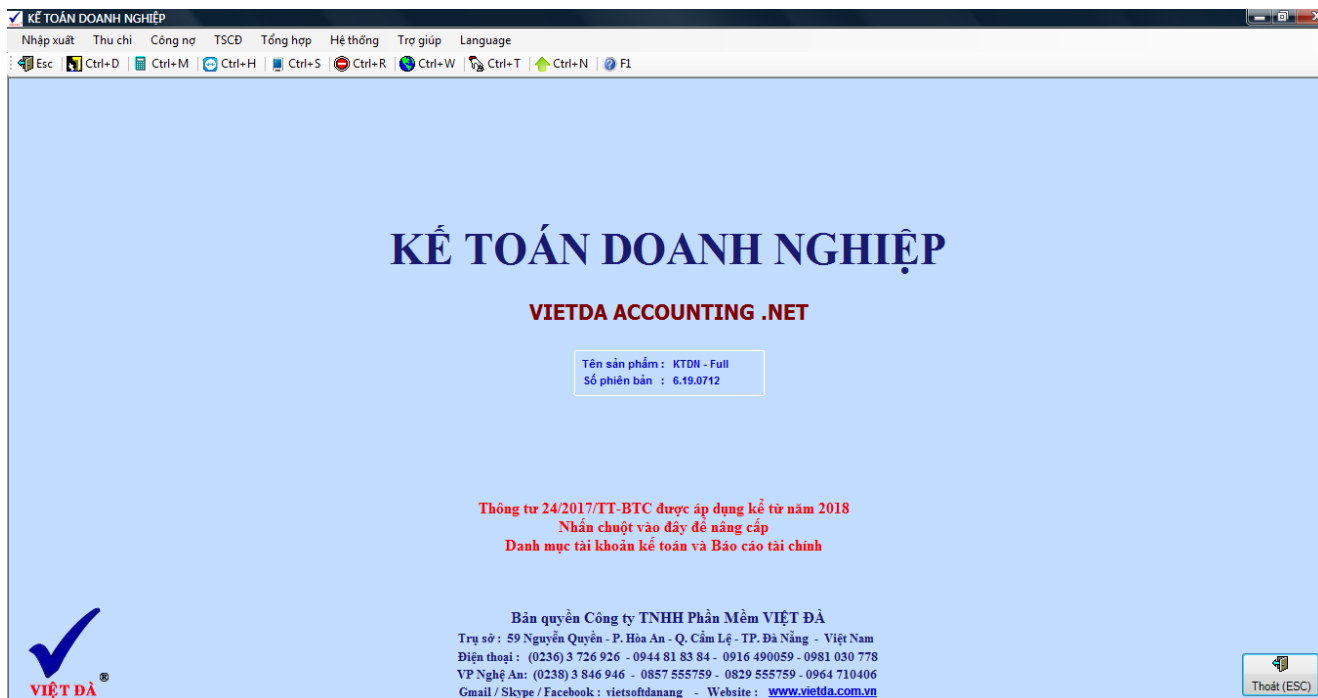 KẾ TOÁN DOANH NGHIỆP
Nhập xuất Thu chi Công nợ TSCĐ Tổng hợp Hệ thống Trợ giúp Language
Esc Ctrl+D Ctrl+M Ctrl+H Ctrl+S Ctrl+R Ctrl+W Ctrl+T Ctrl+N F1
KẾ TOÁN DOANH NGHIỆP
VIETDA ACCOUNTING .NET
Tên sản phẩm : KTDN - Full
Số phiên bản : 6.19.0712
Thông tư 24/2017/TT-BTC được áp dụng kể từ năm 2018
Nhấn chuột vào đây để nâng cấp
Danh mục tài khoản kế toán và Báo cáo tài chính
Bản quyền Công ty TNHH Phần Mềm VIỆT ĐÀ
Trụ sở : 59 Nguyễn Quyền - P. Hòa An - Q. Cẩm Lệ - TP. Đà Nẵng - Việt Nam
Điện thoại : (0236) 3 726 926 - 0944 81 83 84 - 0916 490059 - 0981 030 778
VP Nghệ An: (0238) 3 846 946 - 0857 555759 - 0829 555759 - 0964 710406
Gmail / Skype / Facebook : vietsoftdanang - Website : www.vietda.com.vn
VIỆT ĐÀ ®
Thoát (ESC)